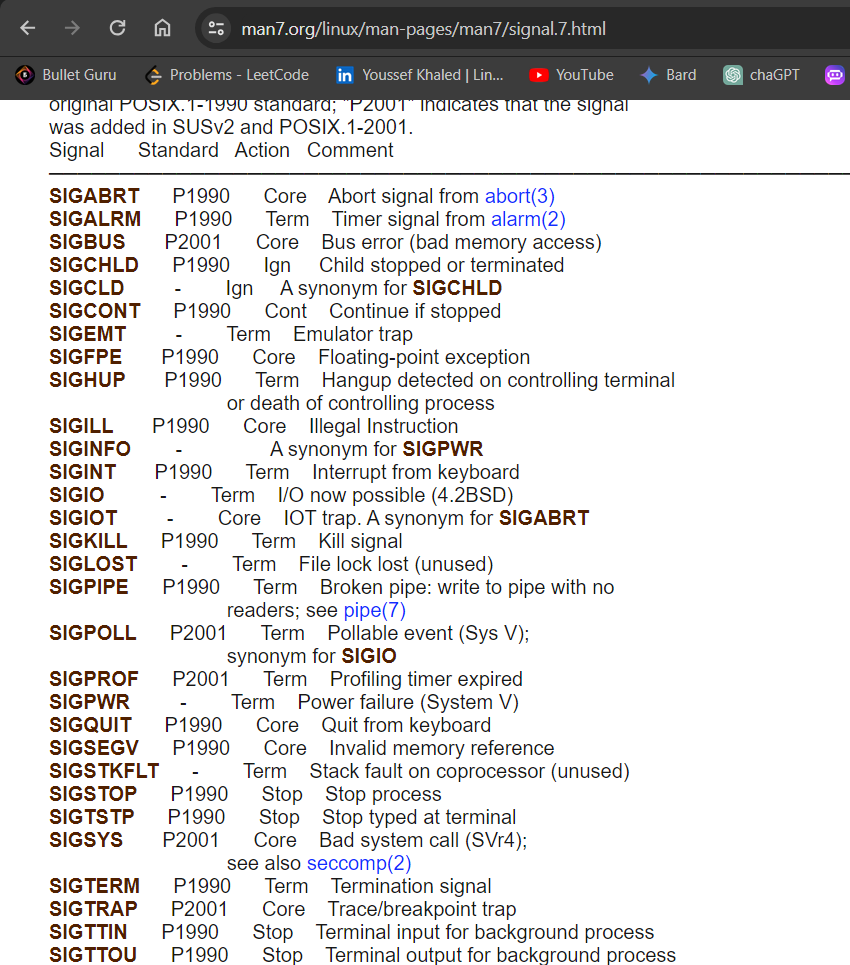 man7.org/linux/man-pages/man7/signal.7.html
Bullet Guru Problems - LeetCode Youssef Khaled | Lin... YouTube Bard chaGPT
original POSIX.1-1990 standard; "P2001" indicates that the signal
was added in SUSv2 and POSIX.1-2001.
Signal Standard Action Comment
SIGABRT P1990 Core Abort signal from abort(3)
SIGALRM P1990 Term Timer signal from alarm(2)
SIGBUS P2001 Core Bus error (bad memory access)
SIGCHLD P1990 Ign Child stopped or terminated
SIGCLD - Ign A synonym for SIGCHLD
SIGCONT P1990 Cont Continue if stopped
SIGEMT - Term Emulator trap
SIGFPE P1990 Core Floating-point exception
SIGHUP P1990 Term Hangup detected on controlling terminal
or death of controlling process
SIGILL P1990 Core Illegal Instruction
SIGINFO - A synonym for SIGPWR
SIGINT P1990 Term Interrupt from keyboard
SIGIO - Term I/O now possible (4.2BSD)
SIGIOT - Core IOT trap. A synonym for SIGABRT
SIGKILL P1990 Term Kill signal
SIGLOST - Term File lock lost (unused)
SIGPIPE P1990 Term Broken pipe: write to pipe with no
readers; see pipe(7)
SIGPOLL P2001 Term Pollable event (Sys V);
synonym for SIGIO
SIGPROF P2001 Term Profiling timer expired
SIGPWR - Term Power failure (System V)
SIGQUIT P1990 Core Quit from keyboard
SIGSEGV P1990 Core Invalid memory reference
SIGSTKFLT - Term Stack fault on coprocessor (unused)
SIGSTOP P1990 Stop Stop process
SIGTSTP P1990 Stop Stop typed at terminal
SIGSYS P2001 Core Bad system call (SVr4);
see also seccomp(2)
SIGTERM P1990 Term Termination signal
SIGTRAP P2001 Core Trace/breakpoint trap
SIGTTIN P1990 Stop Terminal input for background process
SIGTTOU P1990 Stop Terminal output for background process